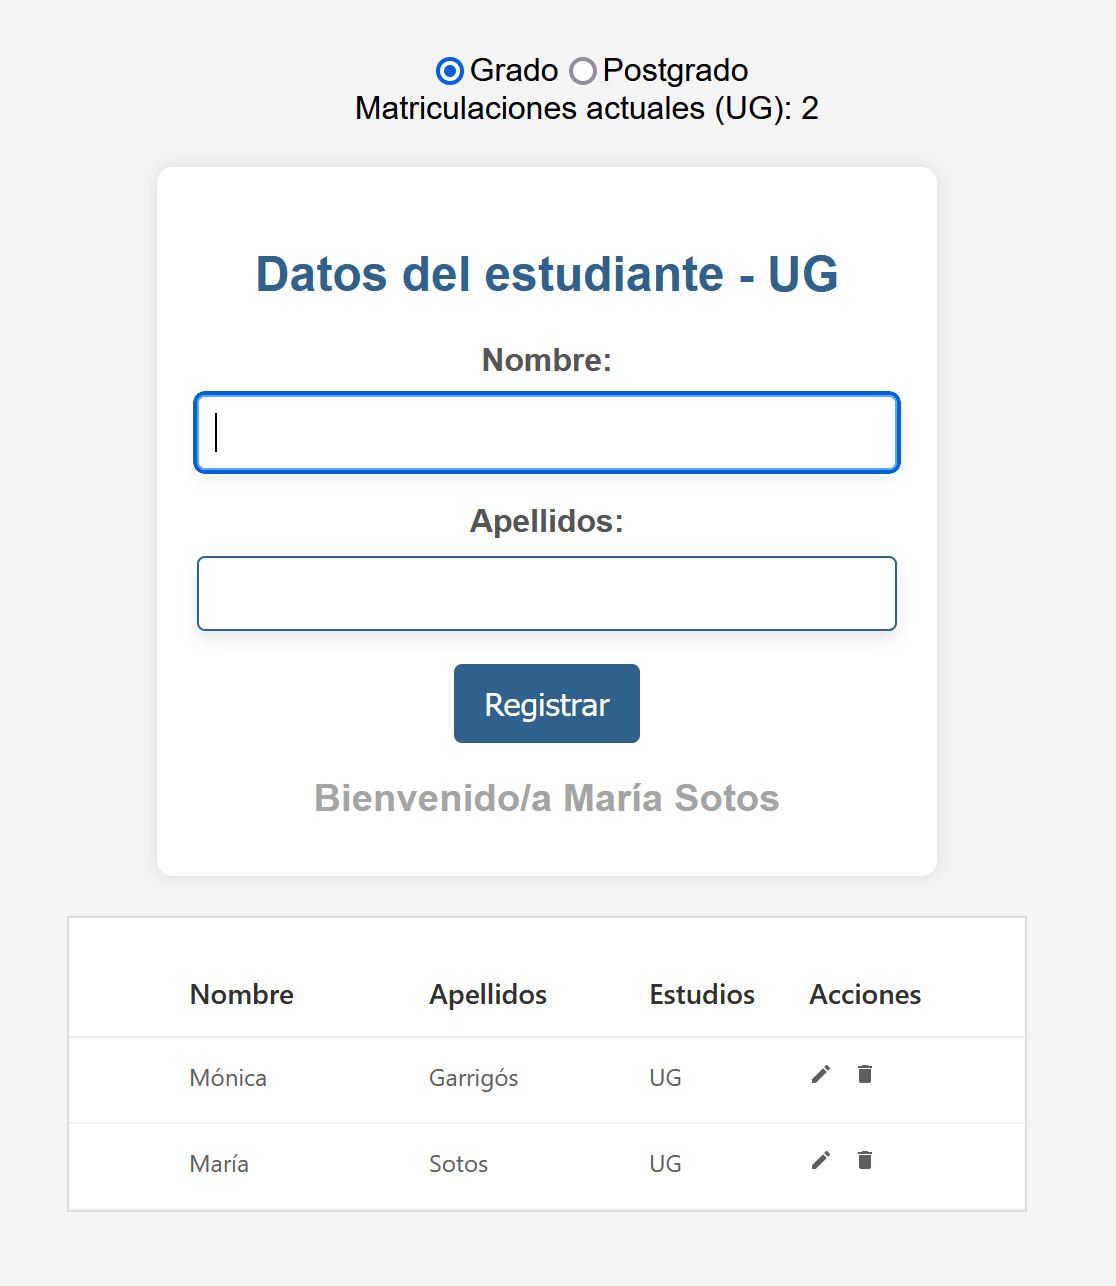 Grado Postgrado
Matriculaciones actuales (UG): 2
Datos del estudiante - UG
Nombre:
Apellidos:
Registrar
Bienvenido/a María Sotos
Nombre Apellidos Estudios Acciones
Mónica Garrigós UG
María Sotos UG